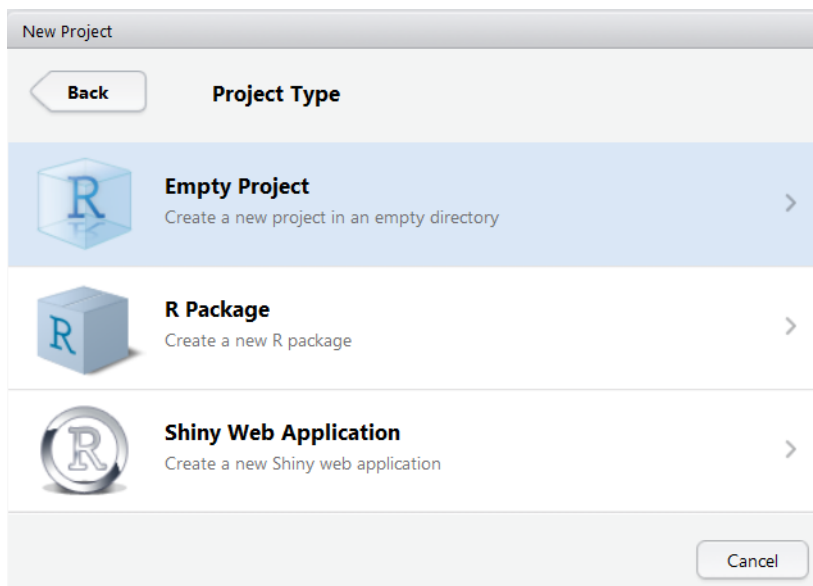 New Project
Back
Project Type
R
Empty Project
Create a new project in an empty directory
R
R Package
Create a new R package
R
Shiny Web Application
Create a new Shiny web application
Cancel